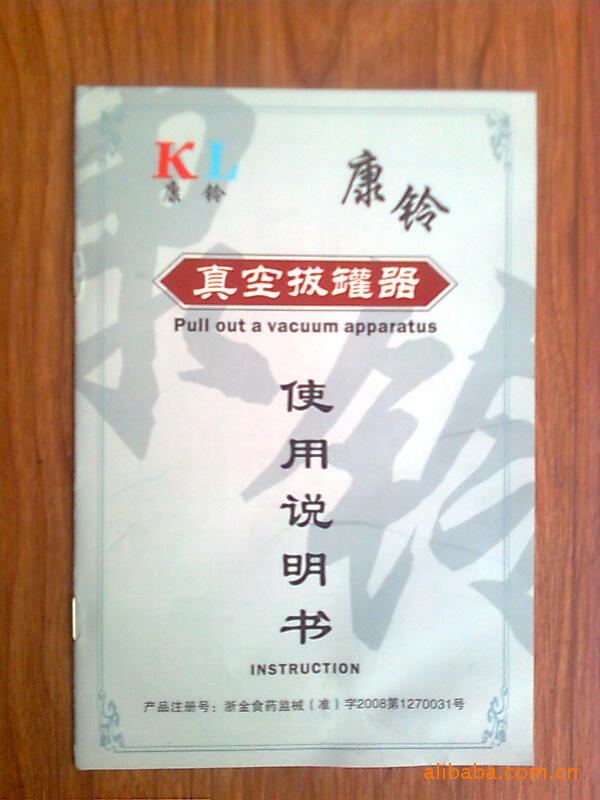 KL
康铃
康铃
真空拔罐器
Pull out a vacuum apparatus
使用说明书
INSTRUCTION
产品注册号：浙金食药监械（准）字2008第1270031号
alibaba.com.cn